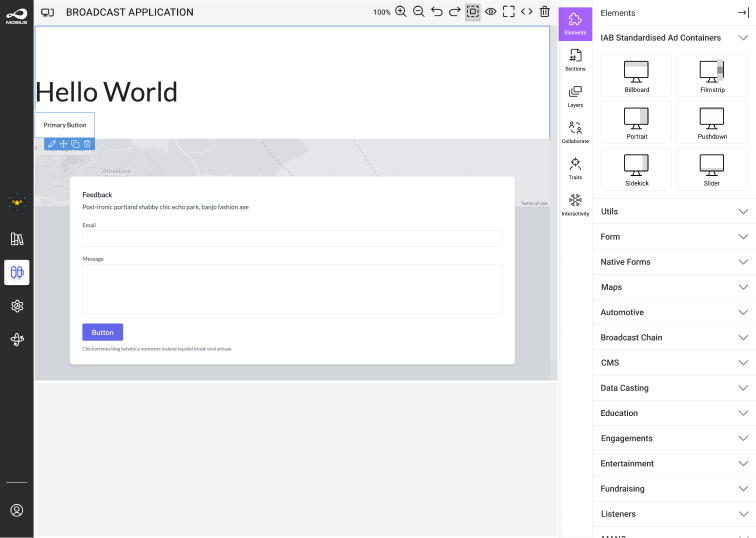 MOBIUS
BROADCAST APPLICATION
100%
Hello World
Primary Button
Athalassa
Feedback
Post-ironic portland shabby chic echo park, banjo fashion axe
Terms of Use
Email
Message
Button
Chicharrones blog helvetica normcore iceland tousled brook viral artisan.
Elements
Sections
Layers
Collaborate
Traits
Interactivity
Elements
IAB Standardised Ad Containers
Billboard
Filmstrip
Portrait
Pushdown
Sidekick
Slider
Utils
Form
Native Forms
Maps
Automotive
Broadcast Chain
CMS
Data Casting
Education
Engagements
Entertainment
Fundraising
Listeners